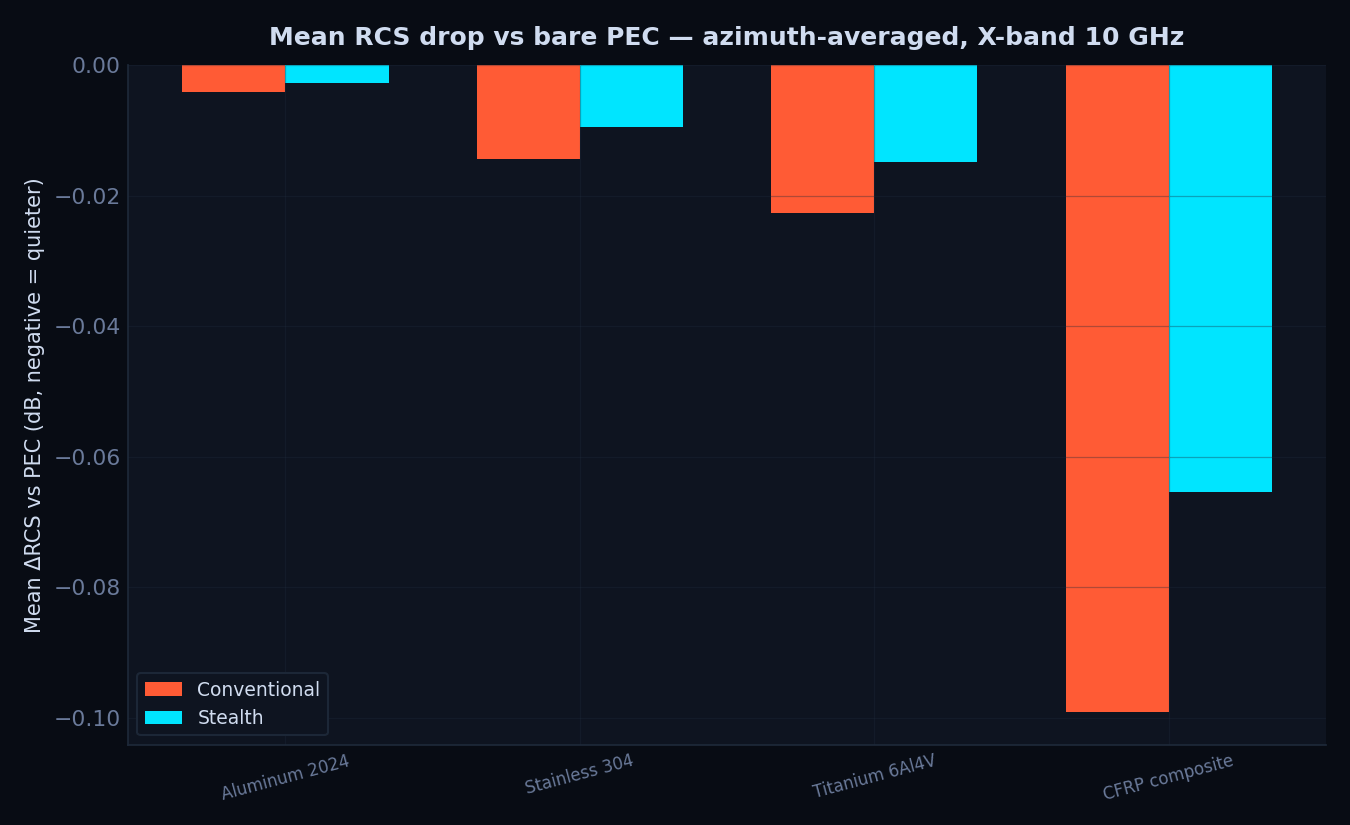 Mean RCS drop vs bare PEC — azimuth-averaged, X-band 10 GHz
Mean ΔRCS vs PEC (dB, negative = quieter)
0.00
−0.02
−0.04
−0.06
−0.08
−0.10
Conventional
Stealth
Aluminum 2024
Stainless 304
Titanium 6Al4V
CFRP composite